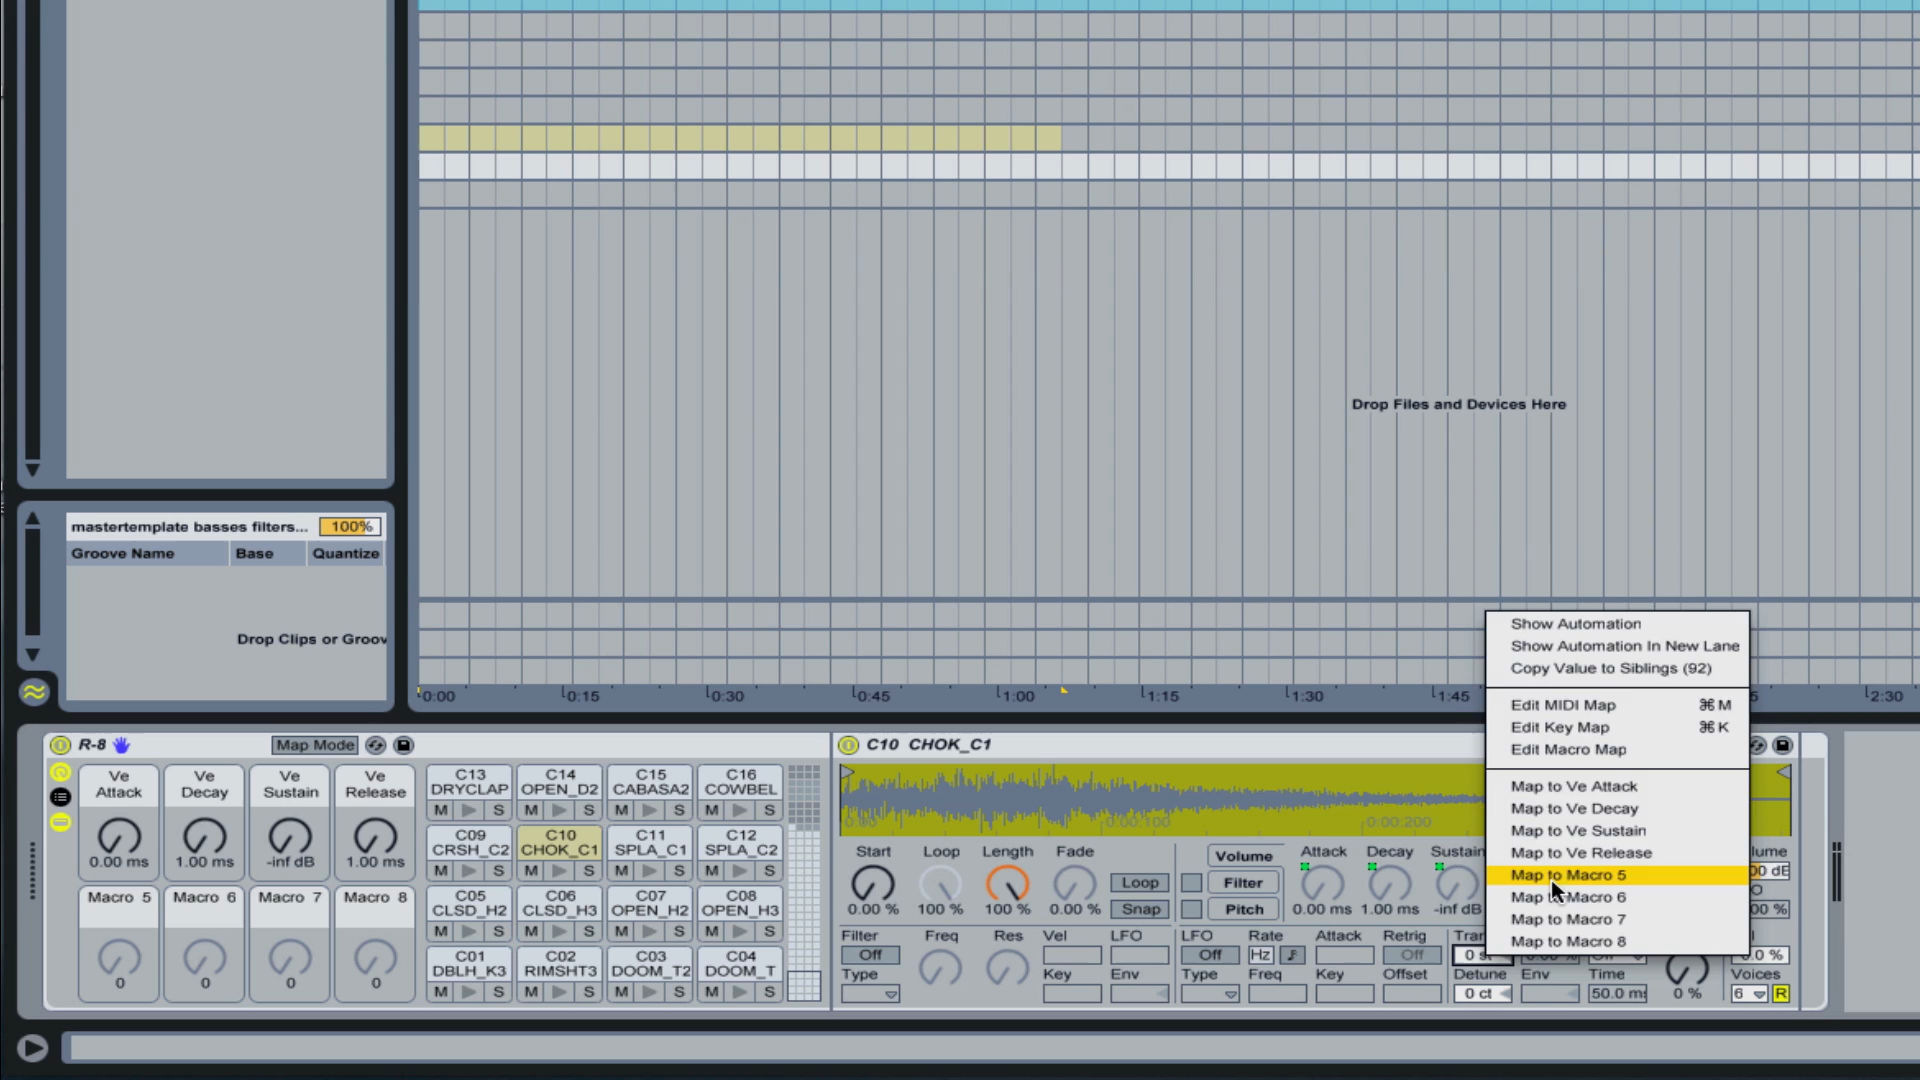 Drop Files and Devices Here
mastertemplate basses filters... 100%
Groove Name Base Quantize
Drop Clips or Groov
0:00 0:15 0:30 0:45 1:00 1:15 1:30 1:45 2:30
Show Automation
Show Automation In New Lane
Copy Value to Siblings (92)
Edit MIDI Map ⌘M
Edit Key Map ⌘K
Edit Macro Map
Map to Ve Attack
Map to Ve Decay
Map to Ve Sustain
Map to Ve Release
Map to Macro 5
Map to Macro 6
Map to Macro 7
Map to Macro 8
R-8 Map Mode
Ve Attack Ve Decay Ve Sustain Ve Release
0.00 ms 1.00 ms -inf dB 1.00 ms
Macro 5 Macro 6 Macro 7 Macro 8
0 0 0 0
C13 C14 C15 C16
DRYCLAP OPEN_D2 CABASA2 COWBEL
M S M S M S M S
C09 C10 C11 C12
CRSH_C2 CHOK_C1 SPLA_C1 SPLA_C2
M S M S M S M S
C05 C06 C07 C08
CLSD_H2 CLSD_H3 OPEN_H2 OPEN_H3
M S M S M S M S
C01 C02 C03 C04
DBLH_K3 RIMSHT3 DOOM_T2 DOOM_T
M S M S M S M S
C10 CHOK_C1
0:00 0:00:100 0:00:200
Start Loop Length Fade
0.00 % 100 % 100 % 0.00 %
Loop
Snap
Volume
Filter
Pitch
Attack Decay Sustain
0.00 ms 1.00 ms -inf dB
Filter Freq Res Vel LFO
Off
Type Key Env
LFO Rate Attack Retrig
Off Hz Off
Type Freq Key Offset
Detune Env Time Voices
0 ct 50.0 ms 0 % 6 R